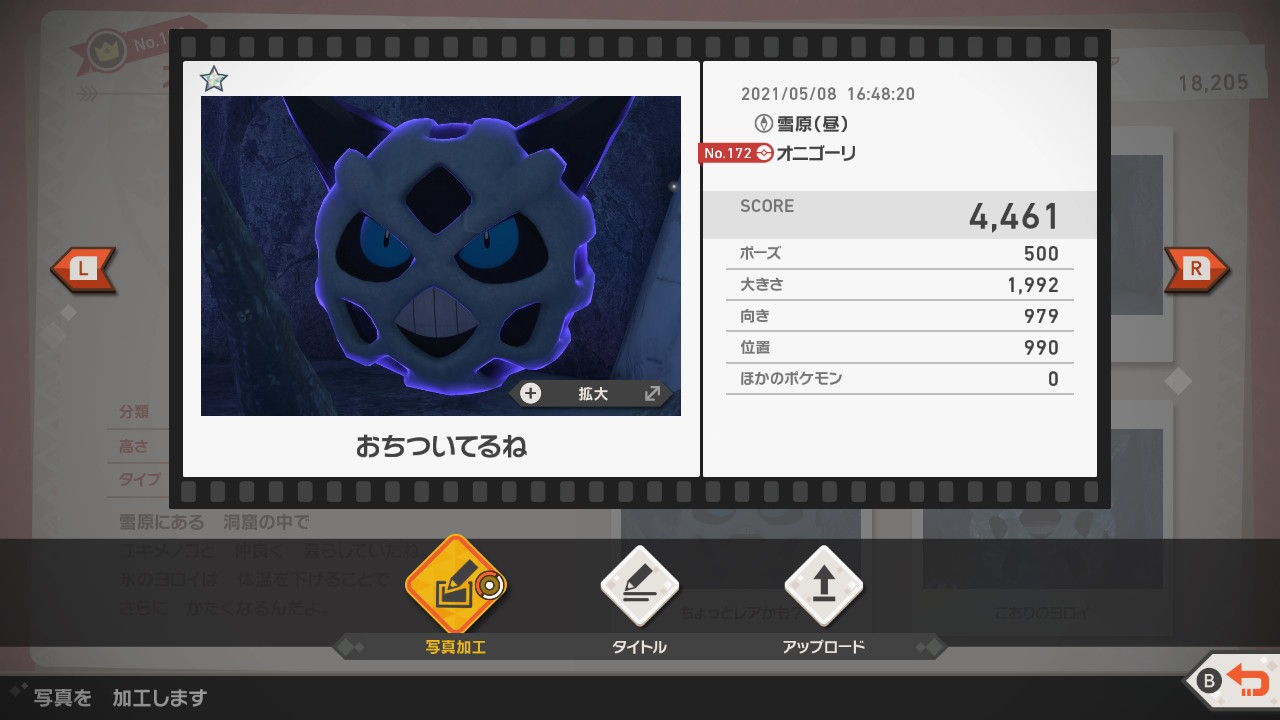 No.1
18,205
2021/05/08 16:48:20
雪原(昼)
No.172 オニゴーリ
SCORE 4,461
ポーズ 500
大きさ 1,992
向き 979
位置 990
ほかのポケモン 0
L
R
拡大
おちついてるね
分類
高さ
タイプ
雪原にある 洞窟の中で
ユキメノコと 仲良く 暮らしていたね
氷のヨロイは 体温を下げることで
さらに かたくなるんだよ。
ちょっとレアかも?
こおりのヨロイ
写真加工
タイトル
アップロード
写真を 加工します
B